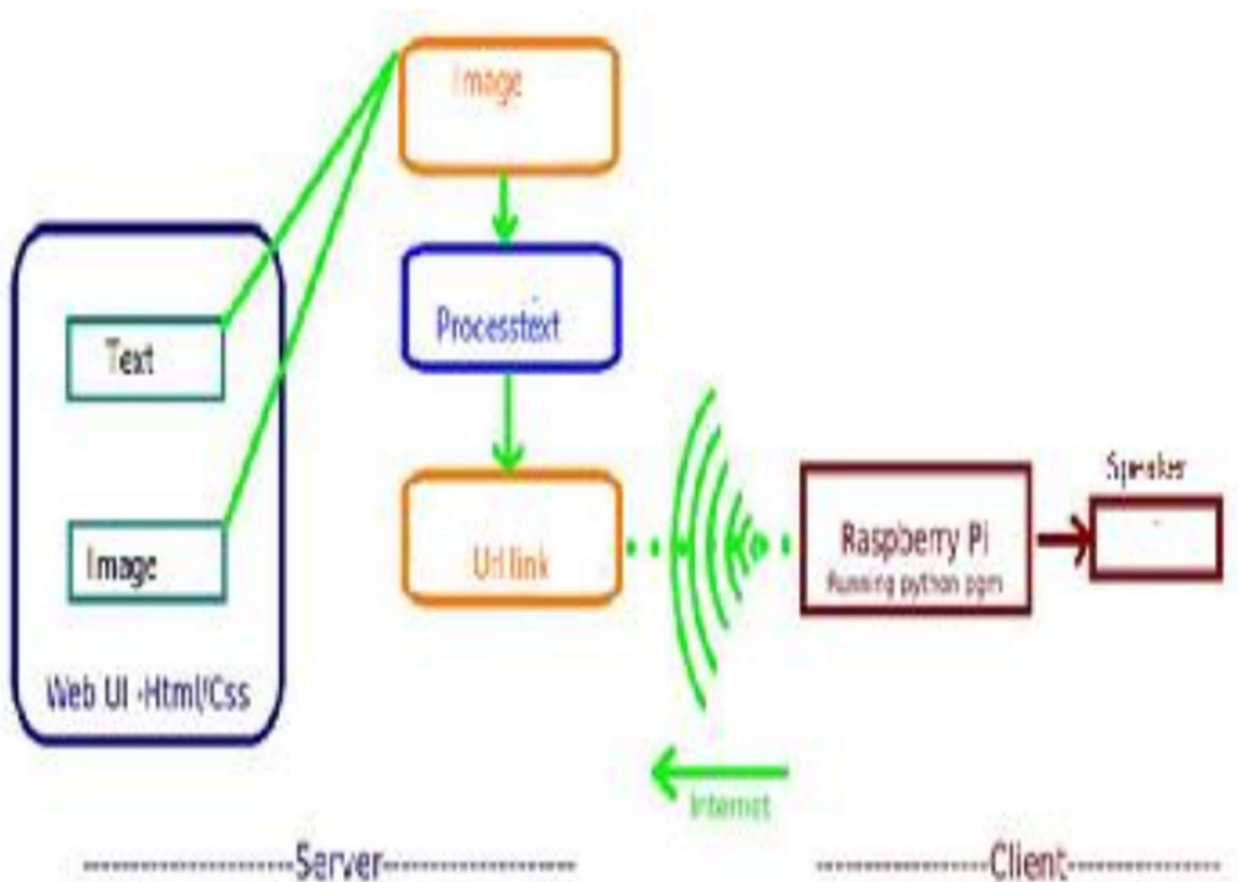 Image
Processtext
Url link
Text
Image
Web UI -Html/Css
Raspberry Pi
Running python pgm
Speaker
Internet
Server
Client